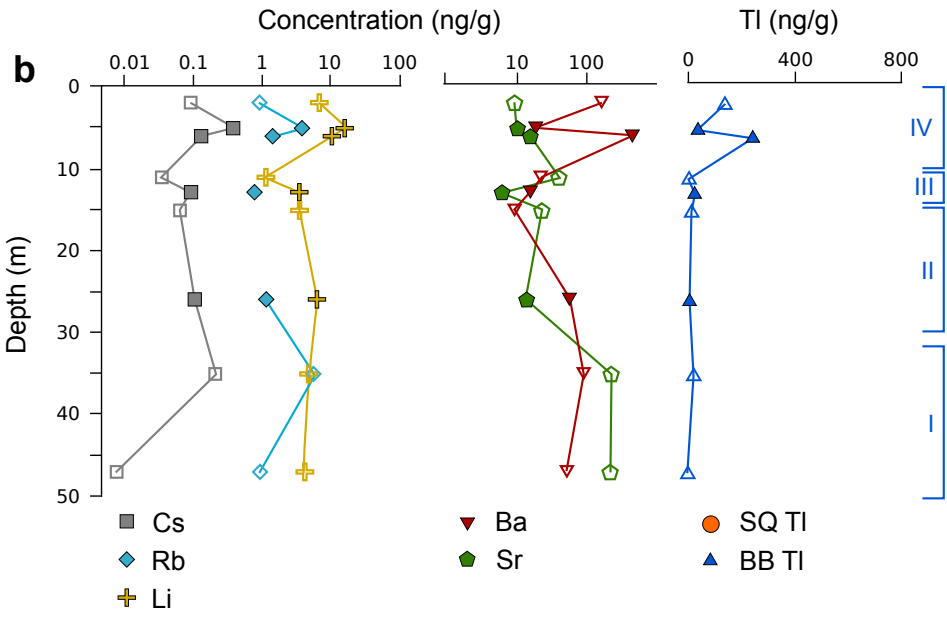 Concentration (ng/g) Tl (ng/g)
b
0.01 0.1 1 10 100 10 100 0 400 800
0
10
20
30
40
50
Depth (m)
IV
III
II
I
Cs Ba SQ Tl
Rb Sr BB Tl
Li